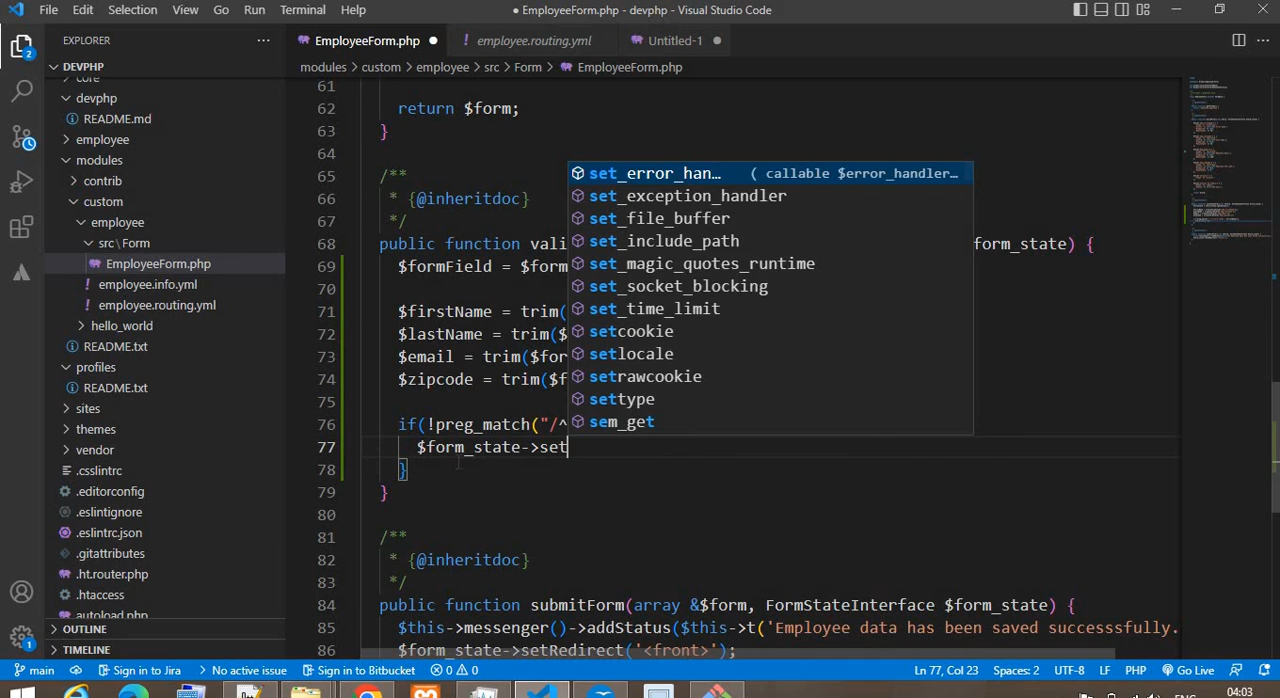 File Edit Selection View Go Run Terminal Help
● EmployeeForm.php - devphp - Visual Studio Code
EXPLORER
EmployeeForm.php ●
! employee.routing.yml
Untitled-1 ●
DEVPHP
modules > custom > employee > src > Form > EmployeeForm.php
core
devphp
README.md
employee
modules
contrib
custom
employee
src\Form
EmployeeForm.php
! employee.info.yml
! employee.routing.yml
hello_world
README.txt
profiles
README.txt
sites
themes
vendor
.csslintrc
.editorconfig
.eslintignore
.eslintrc.json
.gitattributes
.ht.router.php
.htaccess
autoload.php
OUTLINE
TIMELINE
61
62 return $form;
63 }
64
65 /**
66 * {@inheritdoc}
67 */
68 public function vali form_state) {
69 $formField = $form
70
71 $firstName = trim(
72 $lastName = trim($
73 $email = trim($for
74 $zipcode = trim($f
75
76 if(!preg_match("/^
77 $form_state->set
78 }
79 }
80
81 /**
82 * {@inheritdoc}
83 */
84 public function submitForm(array &$form, FormStateInterface $form_state) {
85 $this->messenger()->addStatus($this->t('Employee data has been saved successsfully.
86 $form_state->setRedirect('<front>');
set_error_han… ( callable $error_handler…
set_exception_handler
set_file_buffer
set_include_path
set_magic_quotes_runtime
set_socket_blocking
set_time_limit
setcookie
setlocale
setrawcookie
settype
sem_get
2
1
main Sign in to Jira No active issue Sign in to Bitbucket 0 0 Ln 77, Col 23 Spaces: 2 UTF-8 LF PHP Go Live
04:03